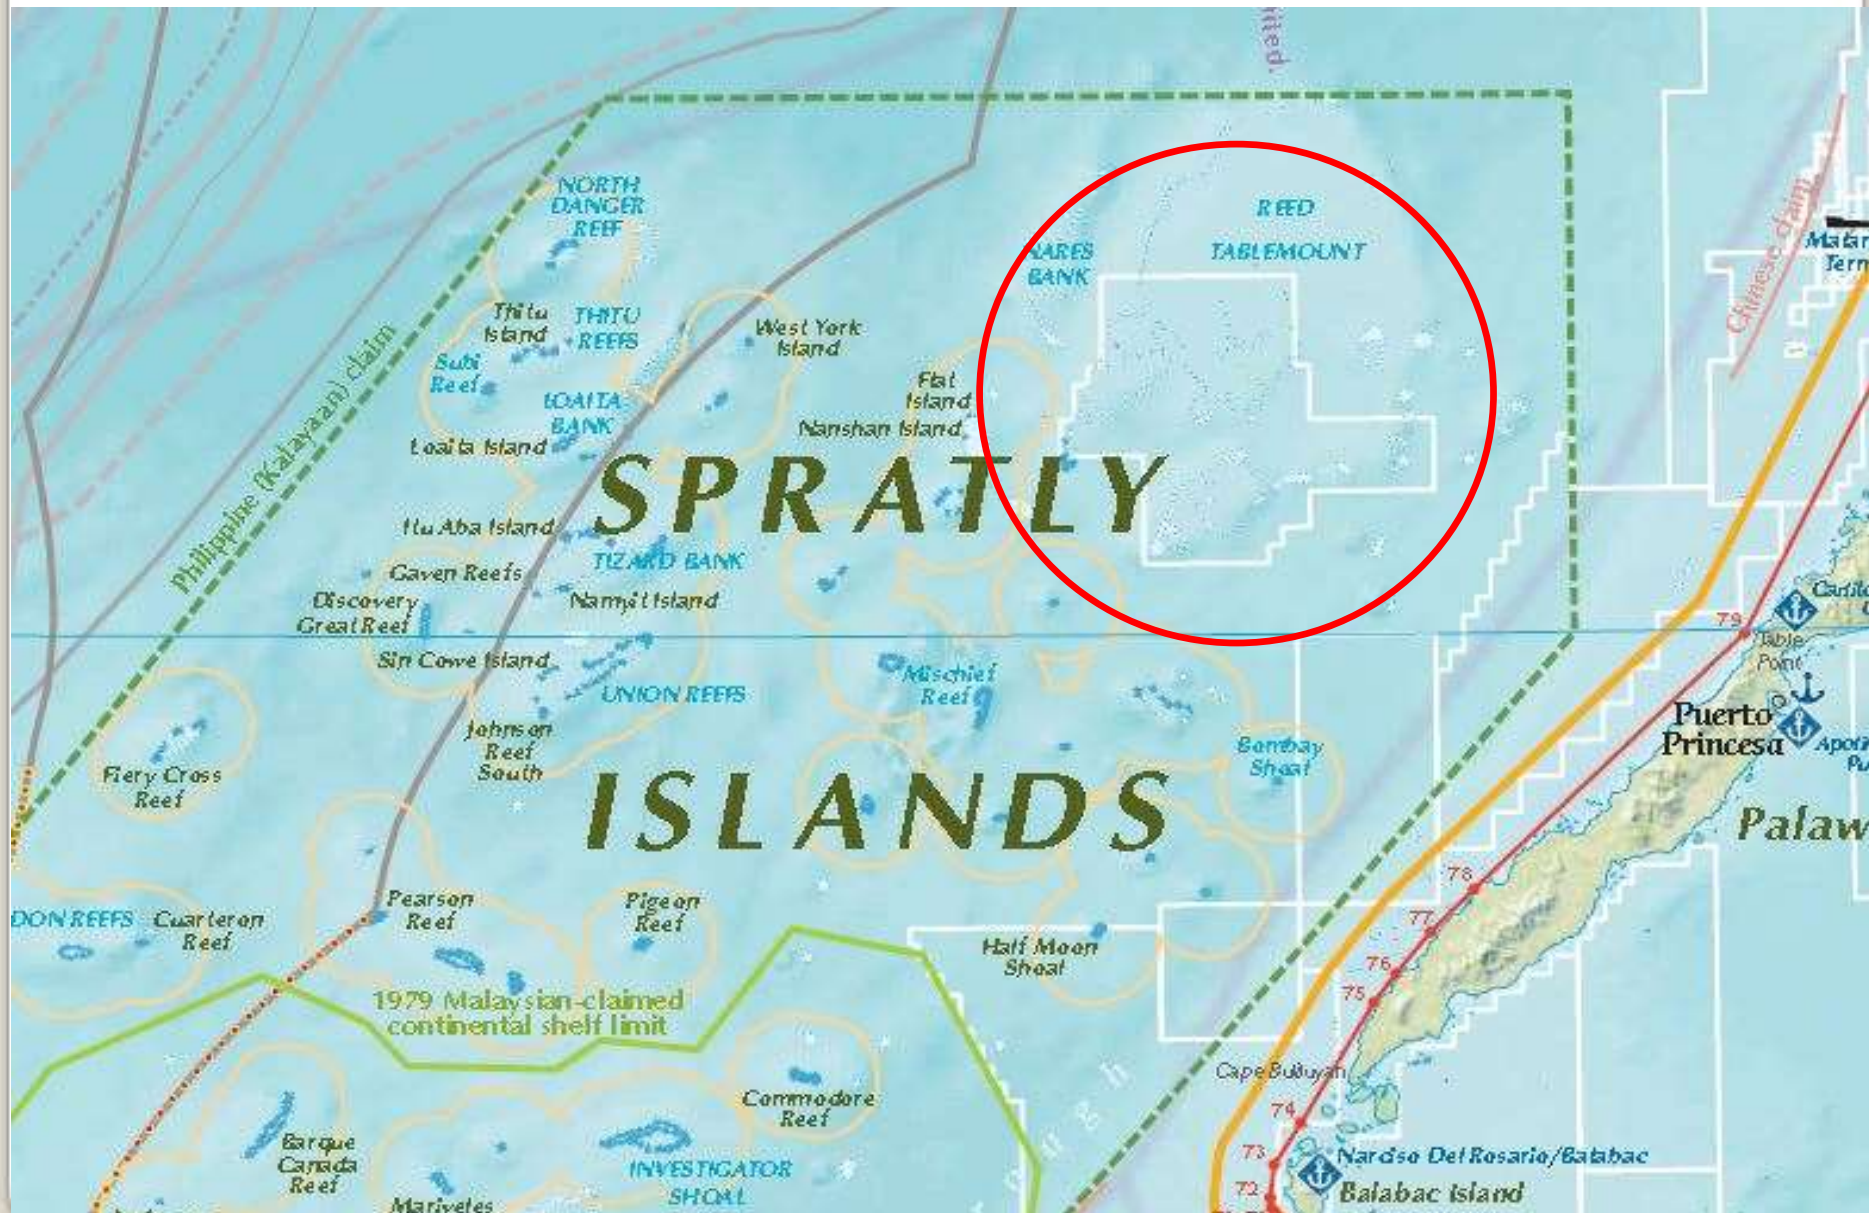 ited.
NORTH
DANGER
REEF
REED
TABLEMOUNT
NARES
BANK
Thitu
Island
THITU
REEFS
West York
Island
Subi
Reef
Flat
Island
LOAITA
BANK
Nanshan Island
Loaita Island
Phillippine (Kalayaan) claim
Chinese claim
SPRATLY
Itu Aba Island
TIZARD BANK
Gaven Reefs
Namyit Island
Discovery
Great Reef
Sin Cowe Island
UNION REEFS
Mischief
Reef
Johnson
Reef
South
Fiery Cross
Reef
Bombay
Shoal
79
Table
Point
Puerto
Princesa
ISLANDS
Palaw
78
77
76
75
DON REEFS
Cuarteron
Reef
Pearson
Reef
Pigeon
Reef
Half Moon
Shoal
1979 Malaysian-claimed
continental shelf limit
Commodore
Reef
Barque
Canada
Reef
INVESTIGATOR
SHOAL
Mariveles
74
73
72
Narciso Del Rosario/Balabac
Balabac Island